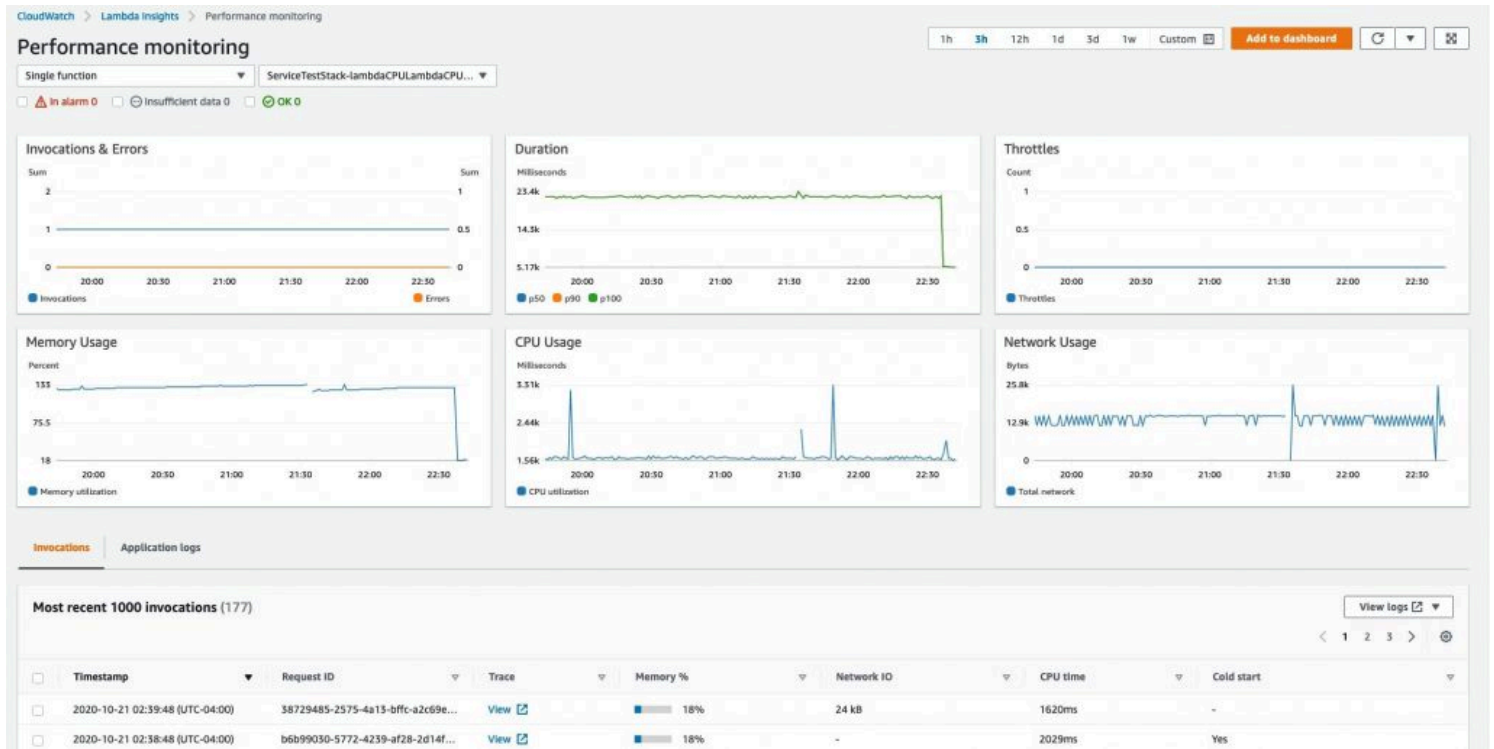 CloudWatch > Lambda Insights > Performance monitoring
Performance monitoring
1h 3h 12h 1d 3d 1w Custom Add to dashboard
Single function ServiceTestStack-lambdaCPULambdaCPU...
In alarm 0 Insufficient data 0 OK 0
Invocations & Errors
Sum Sum
2 1
1 0.5
0 0
20:00 20:30 21:00 21:30 22:00 22:30
Invocations Errors
Duration
Milliseconds
23.4k
14.3k
5.17k
20:00 20:30 21:00 21:30 22:00 22:30
p50 p90 p100
Throttles
Count
1
0.5
0
20:00 20:30 21:00 21:30 22:00 22:30
Throttles
Memory Usage
Percent
133
75.5
18
20:00 20:30 21:00 21:30 22:00 22:30
Memory utilization
CPU Usage
Milliseconds
3.31k
2.44k
1.56k
20:00 20:30 21:00 21:30 22:00 22:30
CPU utilization
Network Usage
Bytes
25.8k
12.9k
0
20:00 20:30 21:00 21:30 22:00 22:30
Total network
Invocations Application logs
Most recent 1000 invocations (177) View logs
< 1 2 3 >
Timestamp Request ID Trace Memory % Network IO CPU time Cold start
2020-10-21 02:39:48 (UTC-04:00) 38729485-2575-4a13-bffc-a2c69e... View 18% 24 kB 1620ms -
2020-10-21 02:38:48 (UTC-04:00) b6b99030-5772-4239-af28-2d14f... View 18% - 2029ms Yes